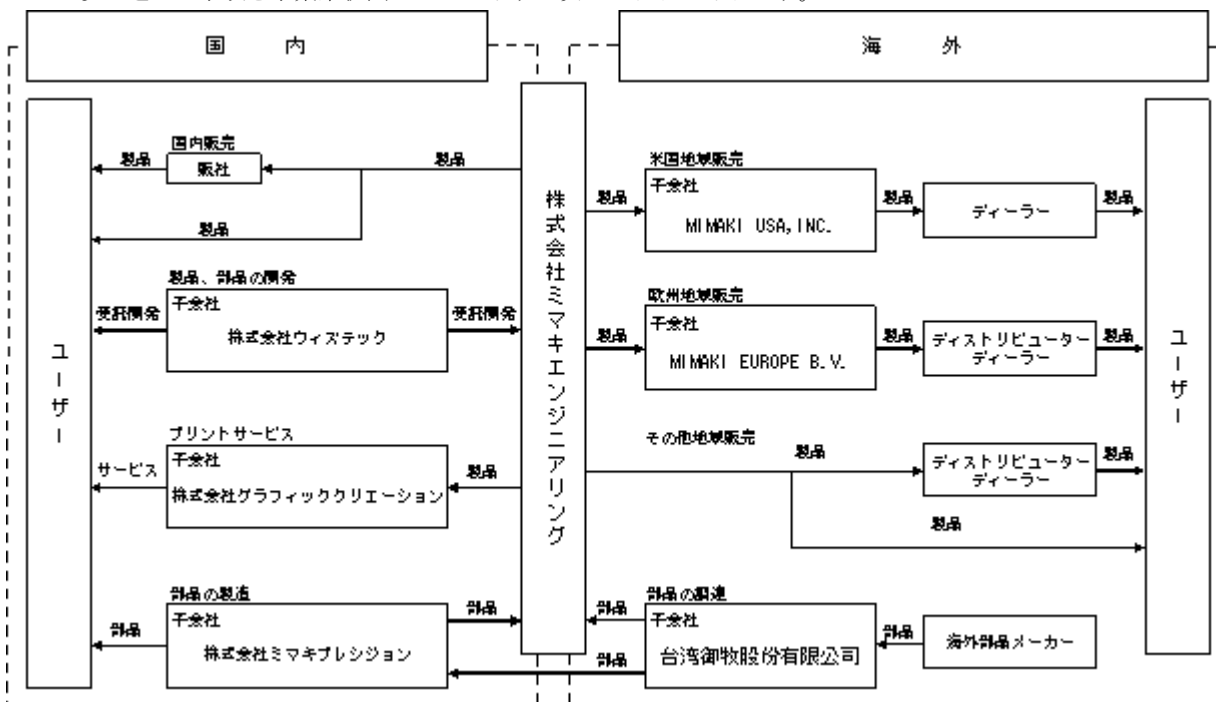 国内
海外
ユーザー
国内販売
製品
販社
製品
製品
製品、部品の開発
受託開発
子会社
株式会社ウィズテック
受託開発
プリントサービス
サービス
子会社
株式会社グラフィッククリエーション
製品
部品の製造
部品
子会社
株式会社ミマキプレシジョン
部品
株式会社ミマキエンジニアリング
米国地域販売
製品
子会社
MIMAKI USA,INC.
製品
ディーラー
製品
欧州地域販売
製品
子会社
MIMAKI EUROPE B.V.
製品
ディストリビューター
ディーラー
製品
その他地域販売
製品
ディストリビューター
ディーラー
製品
製品
部品の調達
部品
子会社
台湾御牧股份有限公司
部品
部品
海外部品メーカー
ユーザー